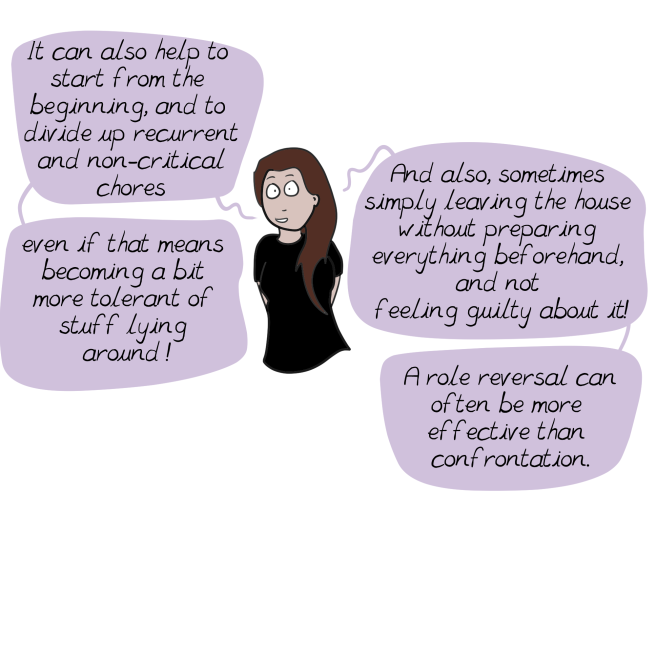 It can also help to
start from the
beginning, and to
divide up recurrent
and non-critical
chores
even if that means
becoming a bit
more tolerant of
stuff lying
around !
And also, sometimes
simply leaving the house
without preparing
everything beforehand,
and not
feeling guilty about it!
A role reversal can
often be more
effective than
confrontation.